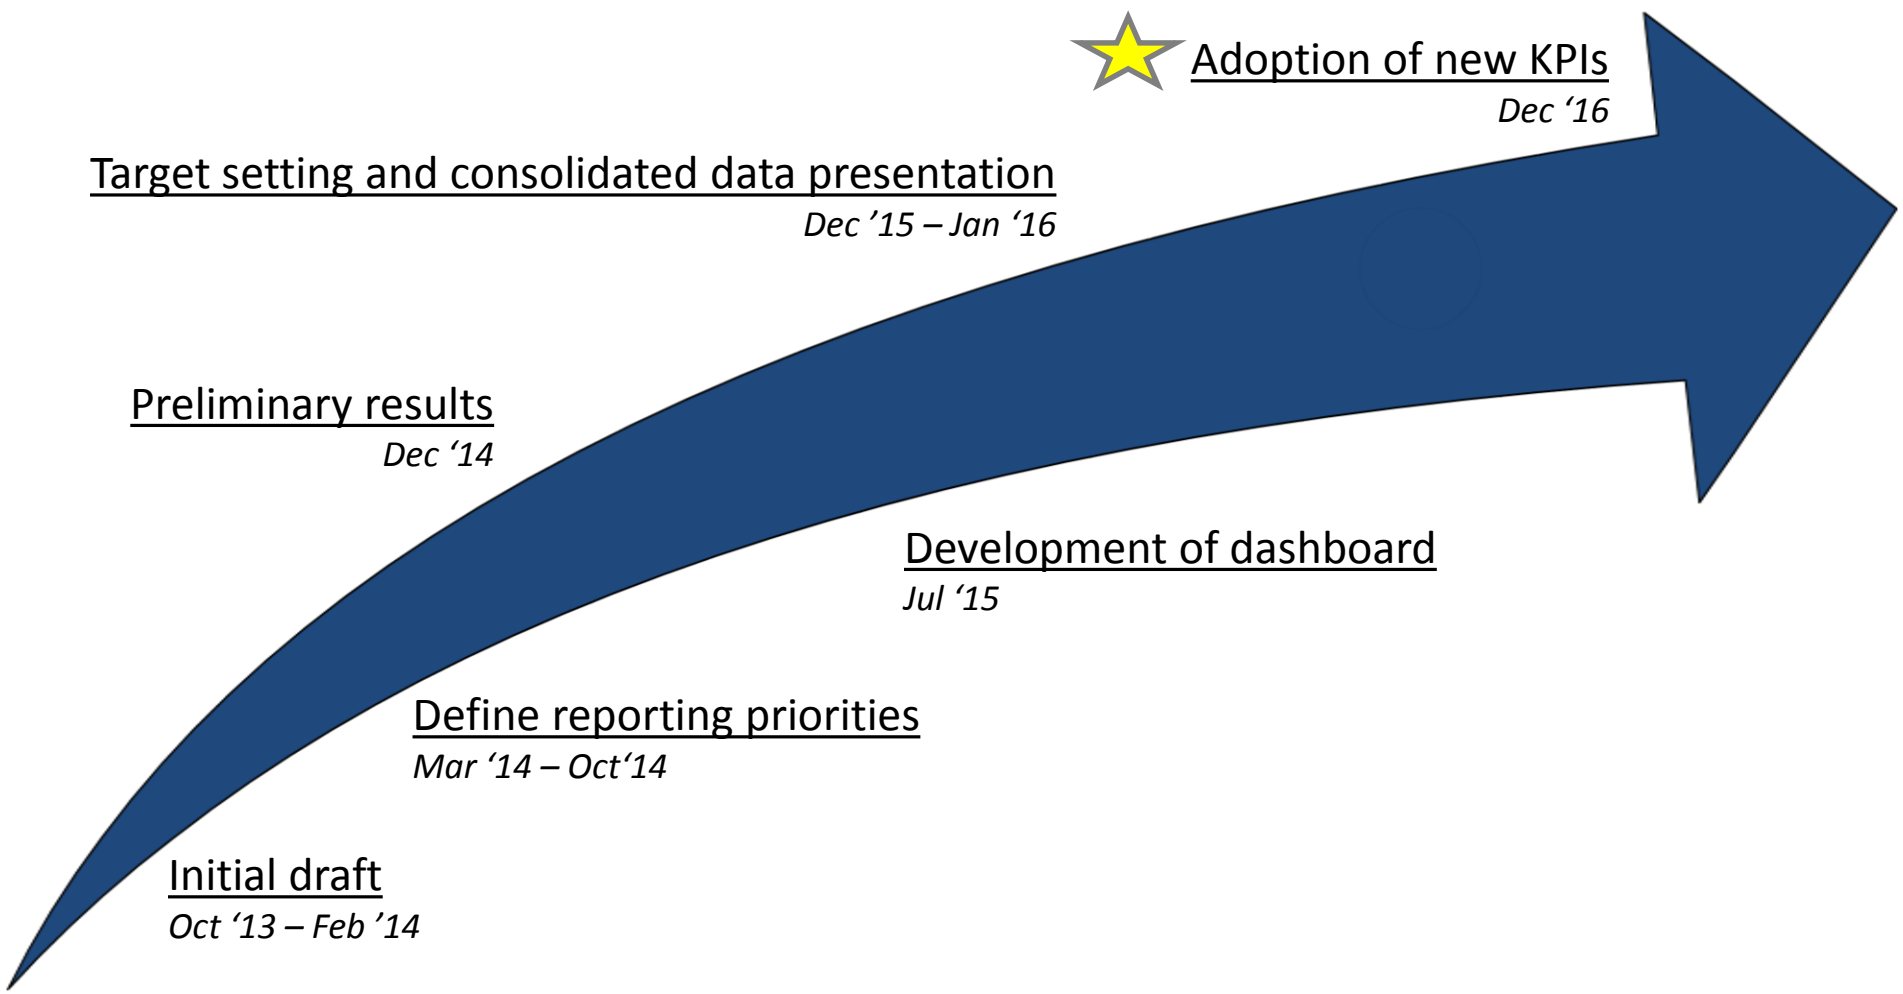 Adoption of new KPIs
Dec ‘16
Target setting and consolidated data presentation
Dec ’15 – Jan ‘16
Preliminary results
Dec ‘14
Development of dashboard
Jul ‘15
Define reporting priorities
Mar ‘14 – Oct‘14
Initial draft
Oct ‘13 – Feb ’14